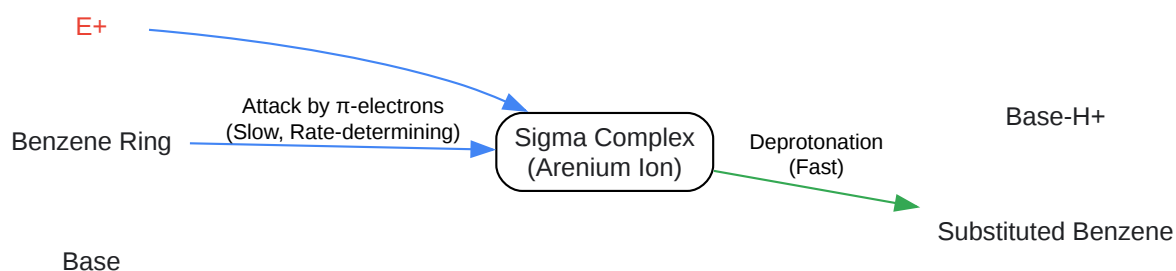 E+
Benzene Ring
Base
Attack by π-electrons
(Slow, Rate-determining)
Sigma Complex
(Arenium Ion)
Deprotonation
(Fast)
Base-H+
Substituted Benzene